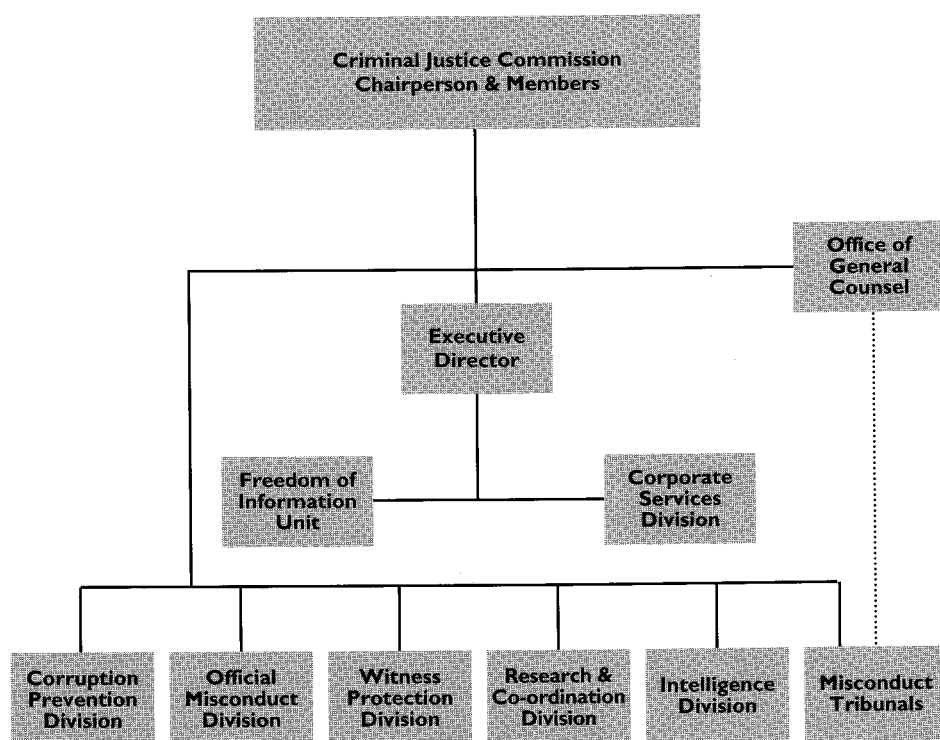 Criminal Justice Commission
Chairperson & Members
Office of
General
Counsel
Executive
Director
Freedom of
Information
Unit
Corporate
Services
Division
Corruption
Prevention
Division
Official
Misconduct
Division
Witness
Protection
Division
Research &
Co-ordination
Division
Intelligence
Division
Misconduct
Tribunals